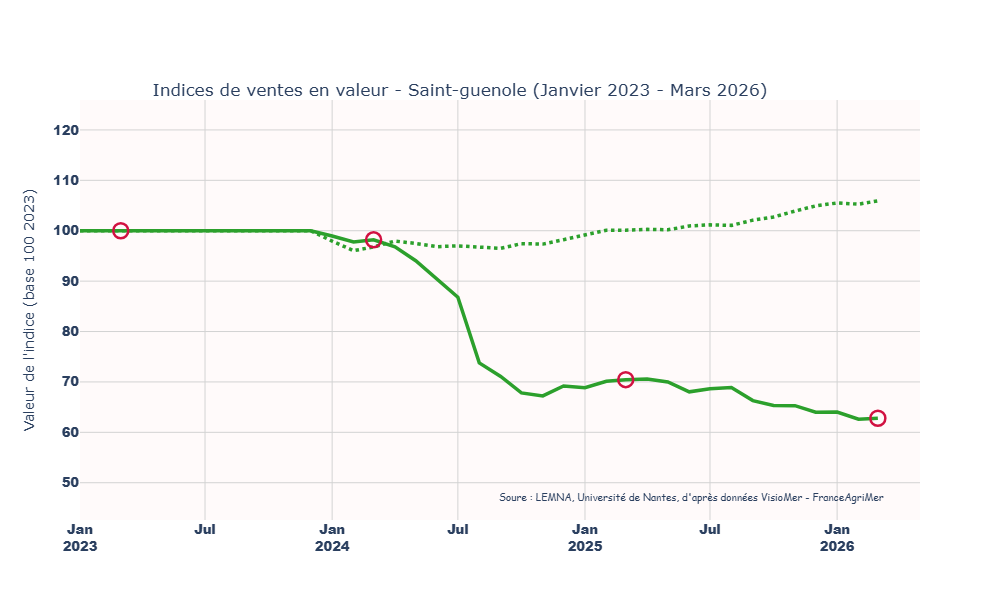 Indices de ventes en valeur - Saint-guenole (Janvier 2023 - Mars 2026)
Valeur de l'indice (base 100 2023)
120
110
100
90
80
70
60
50
Soure : LEMNA, Université de Nantes, d'après données VisioMer - FranceAgriMer
Jan Jul Jan Jul Jan Jul Jan
2023 2024 2025 2026